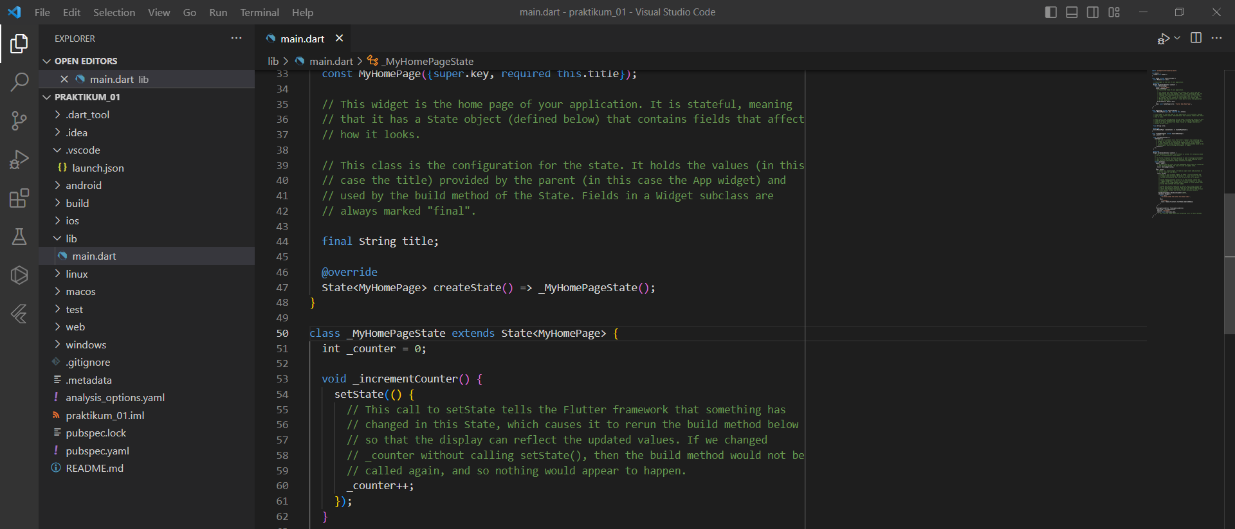 File Edit Selection View Go Run Terminal Help
main.dart - praktikum_01 - Visual Studio Code
EXPLORER
OPEN EDITORS
main.dart lib
PRAKTIKUM_01
.dart_tool
.idea
.vscode
launch.json
android
build
ios
lib
main.dart
linux
macos
test
web
windows
.gitignore
.metadata
analysis_options.yaml
praktikum_01.iml
pubspec.lock
pubspec.yaml
README.md
main.dart
lib > main.dart > _MyHomePageState
33 const MyHomePage({super.key, required this.title});
34
35 // This widget is the home page of your application. It is stateful, meaning
36 // that it has a State object (defined below) that contains fields that affect
37 // how it looks.
38
39 // This class is the configuration for the state. It holds the values (in this
40 // case the title) provided by the parent (in this case the App widget) and
41 // used by the build method of the State. Fields in a Widget subclass are
42 // always marked "final".
43
44 final String title;
45
46 @override
47 State<MyHomePage> createState() => _MyHomePageState();
48 }
49
50 class _MyHomePageState extends State<MyHomePage> {
51 int _counter = 0;
52
53 void _incrementCounter() {
54 setState(() {
55 // This call to setState tells the Flutter framework that something has
56 // changed in this State, which causes it to rerun the build method below
57 // so that the display can reflect the updated values. If we changed
58 // _counter without calling setState(), then the build method would not be
59 // called again, and so nothing would appear to happen.
60 _counter++;
61 });
62 }